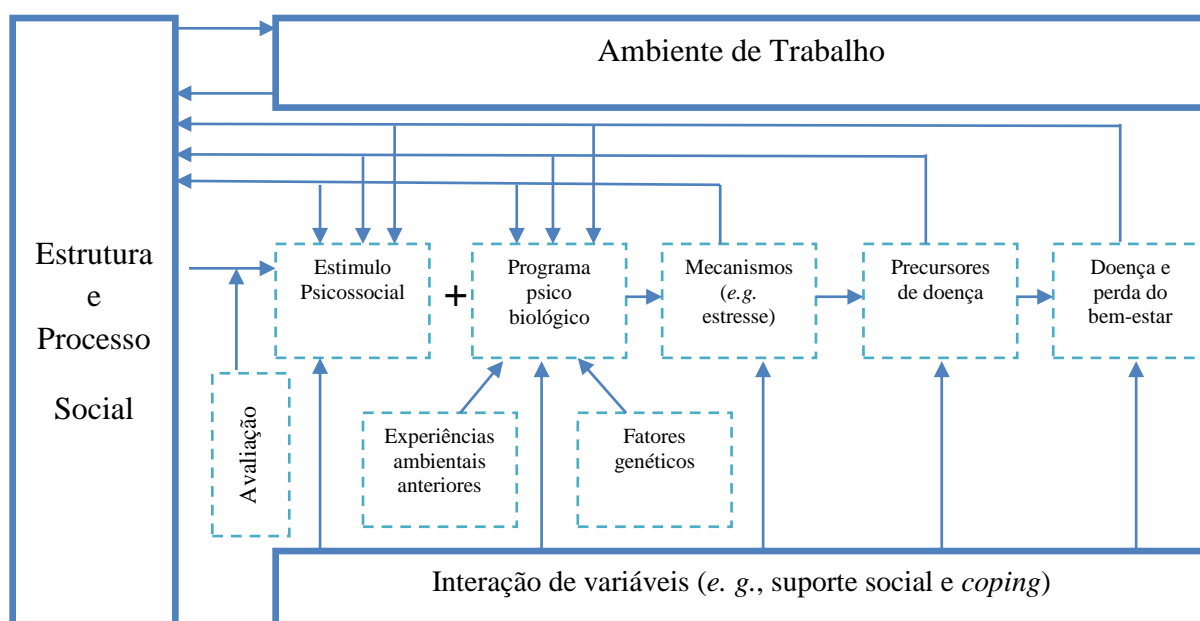 Ambiente de Trabalho
Estrutura
e
Processo
Social
Estimulo
Psicossocial
+
Programa
psico
biológico
Mecanismos
(e.g.
estresse)
Precursores
de doença
Doença e
perda do
bem-estar
Avaliação
Experiências
ambientais
anteriores
Fatores
genéticos
Interação de variáveis (e. g., suporte social e coping)